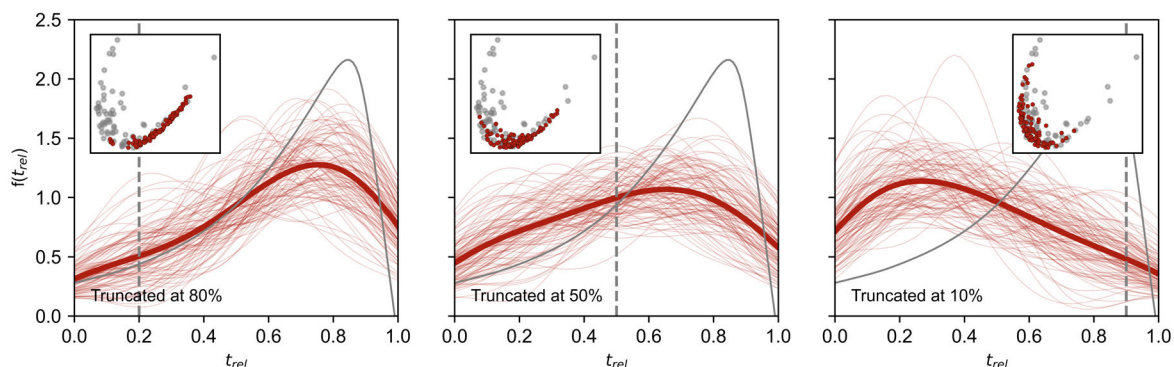 f(t_rel)
2.5
2.0
1.5
1.0
0.5
0.0
Truncated at 80%
0.0 0.2 0.4 0.6 0.8 1.0
t_rel
Truncated at 50%
0.0 0.2 0.4 0.6 0.8 1.0
t_rel
Truncated at 10%
0.0 0.2 0.4 0.6 0.8 1.0
t_rel